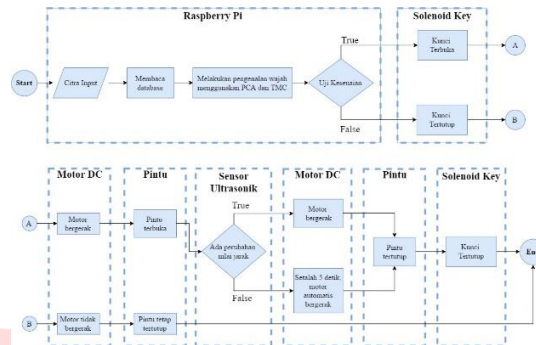 Raspberry Pi
Solenoid Key
Start
Citra Input
Membaca
database
Melakukan pengenalan wajah
menggunakan PCA dan TMC
Uji Kesesuaian
True
False
Kunci
Terbuka
A
Kunci
Tertutup
B
Motor DC
Pintu
Sensor
Ultrasonik
Motor DC
Pintu
Solenoid Key
A
Motor
bergerak
Pintu
terbuka
Ada perubahan
nilai jarak
True
False
Motor
bergerak
Setelah 5 detik,
motor
automatis
bergerak
Pintu
tertutup
Kunci
Tertutup
En
B
Motor tidak
bergerak
Pintu tetap
tertutup